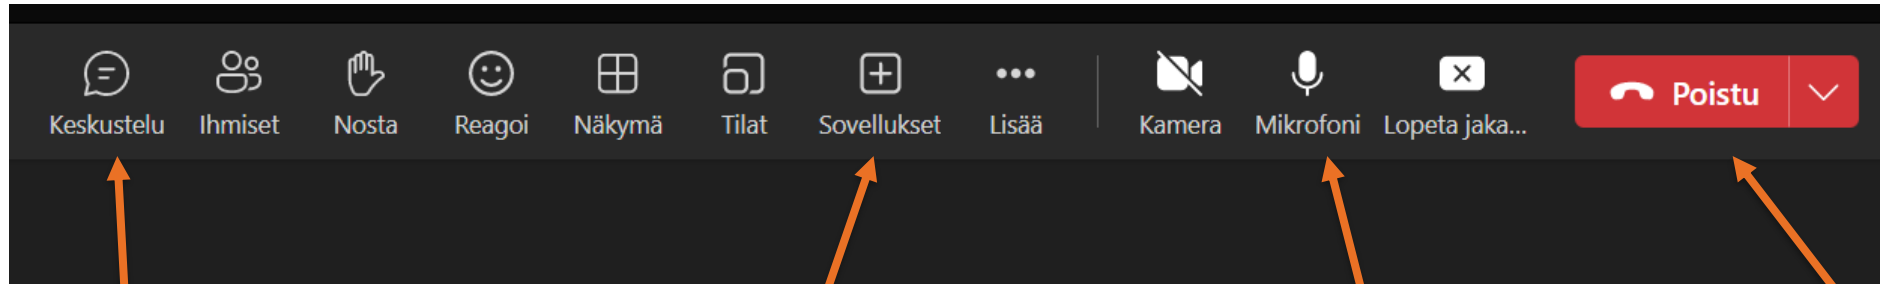 Keskustelu Ihmiset Nosta Reagoi Näkymä Tilat Sovellukset Lisää Kamera Mikrofoni Lopeta jaka... Poistu